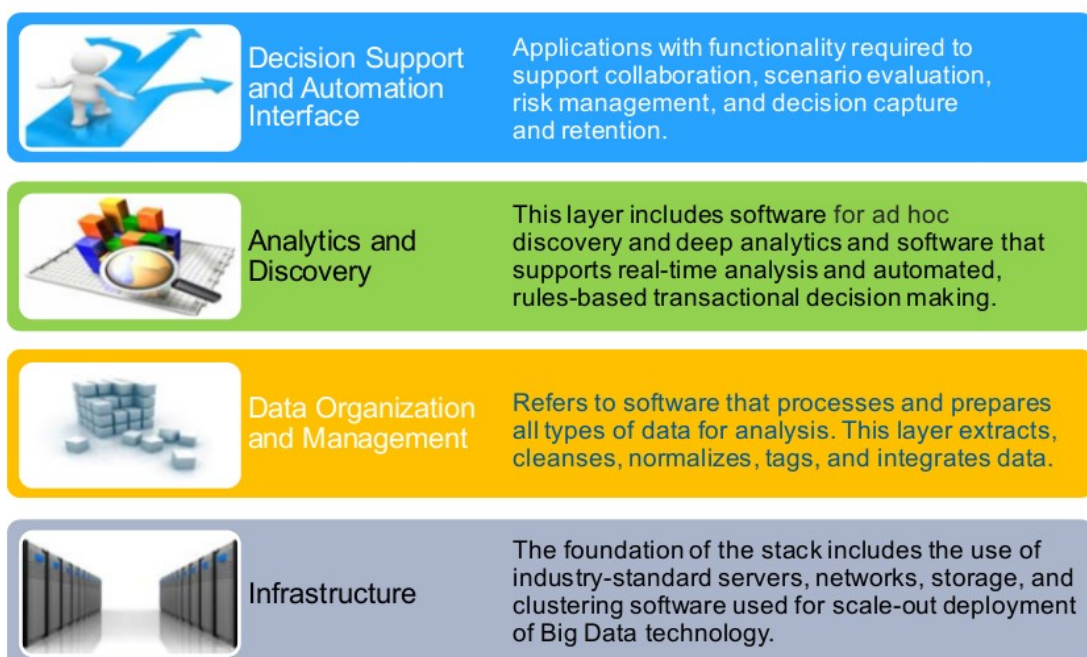 Decision Support
and Automation
Interface
Applications with functionality required to
support collaboration, scenario evaluation,
risk management, and decision capture
and retention.
Analytics and
Discovery
This layer includes software for ad hoc
discovery and deep analytics and software that
supports real-time analysis and automated,
rules-based transactional decision making.
Data Organization
and Management
Refers to software that processes and prepares
all types of data for analysis. This layer extracts,
cleanses, normalizes, tags, and integrates data.
Infrastructure
The foundation of the stack includes the use of
industry-standard servers, networks, storage, and
clustering software used for scale-out deployment
of Big Data technology.